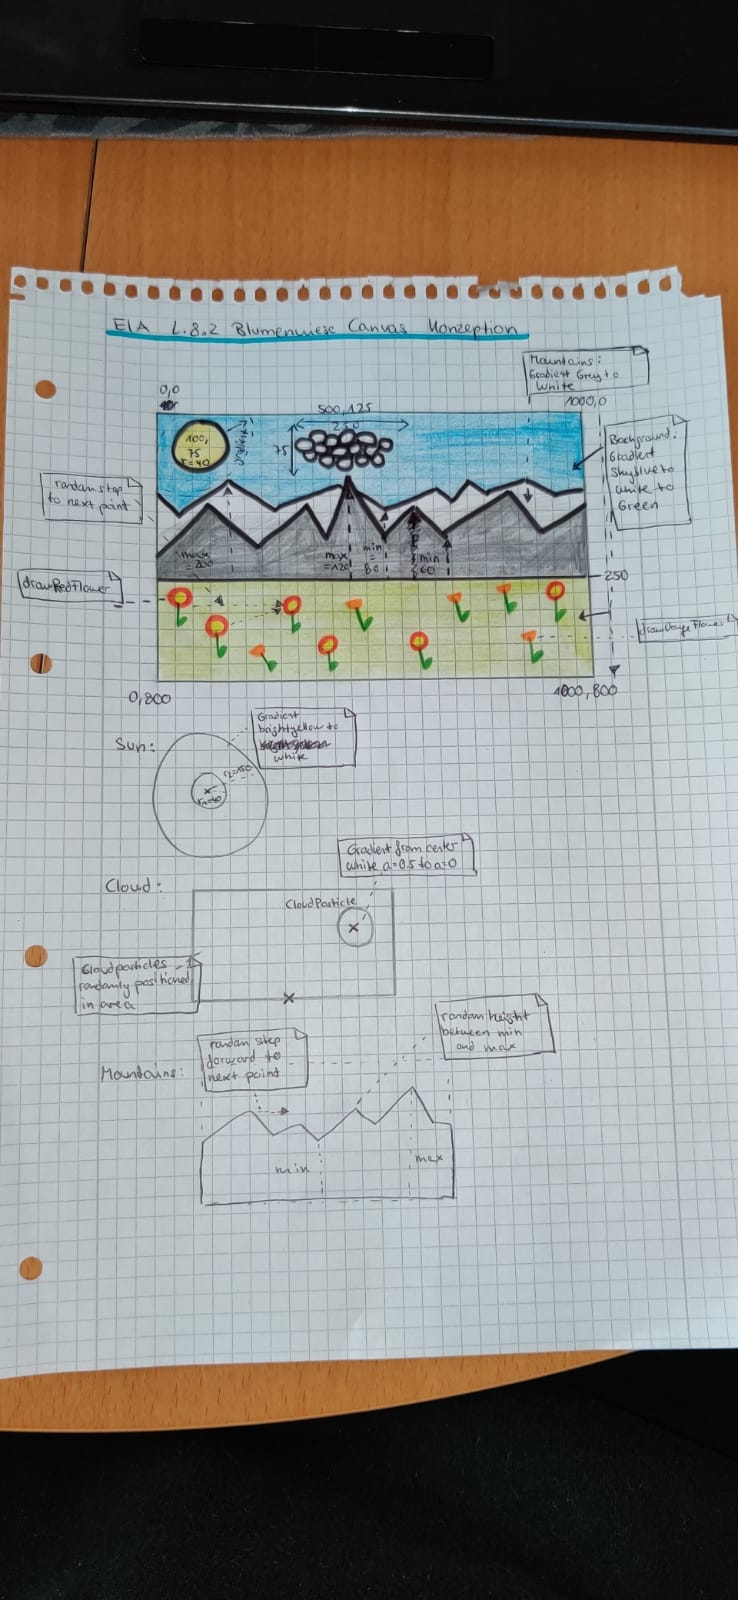 EIA L.8.2 Blumenwiese Canvas Konzeption
Mountains:
Gradient Grey to
White
0,0
500,125
1000,0
250
75
100,
75
r=40
Background:
Gradient
Skyblue to
White to
Green
random step
to next point
max
=200
max
=120
min
=
80
min
=60
250
drawRedFlower
0,800
1000,800
Sun:
Gradient
brightyellow to
white
r2=150
r1=40
Gradient from center
white a=0.5 to a=0
Cloud:
CloudParticle
Cloudparticles
randomly positioned
in area
random height
between min
and max
random step
forward to
next point
Mountains:
min
max